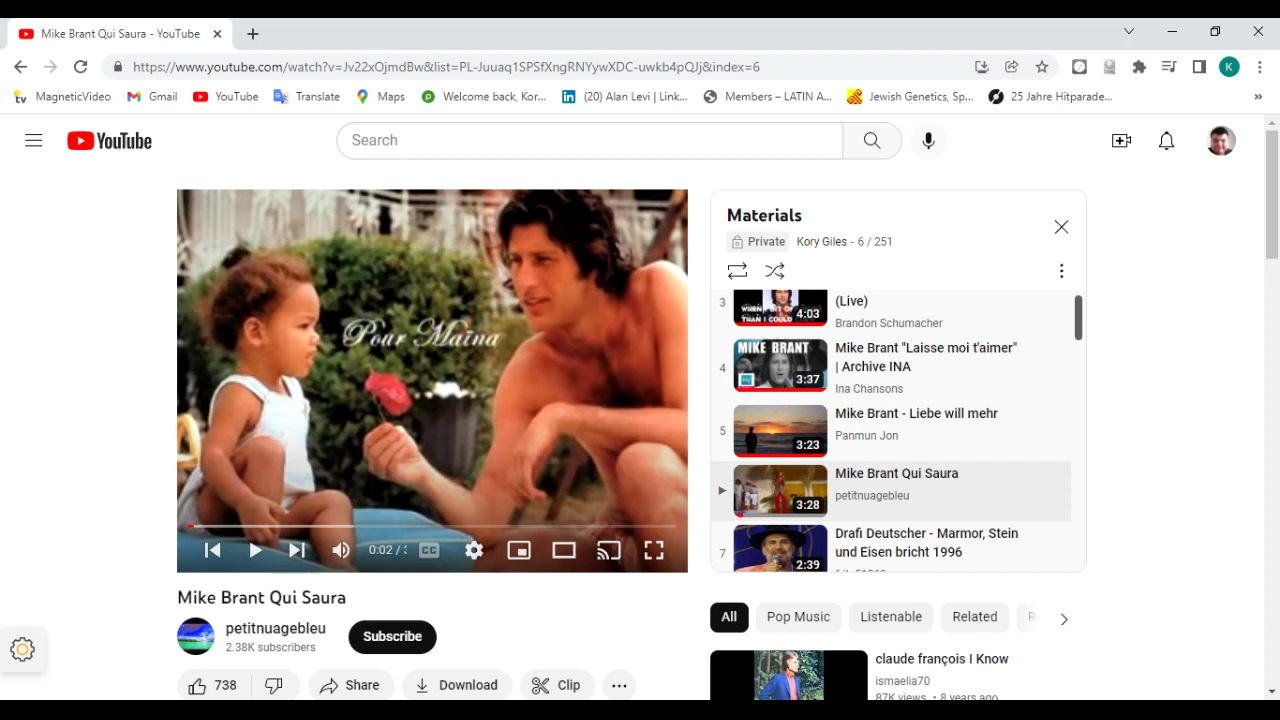 Mike Brant Qui Saura - YouTube
https://www.youtube.com/watch?v=Jv22xOjmdBw&list=PL-Juuaq1SPSfXngRNYywXDC-uwkb4pQJj&index=6
K
MagneticVideo
Gmail
YouTube
Translate
Maps
Welcome back, Kor...
(20) Alan Levi | Link...
Members – LATIN A...
Jewish Genetics, Sp...
25 Jahre Hitparade...
YouTube
Search
Pour Maïna
0:02 / 3
CC
Mike Brant Qui Saura
petitnuagebleu
2.38K subscribers
Subscribe
738
Share
Download
Clip
Materials
Private
Kory Giles - 6 / 251
3
4:03
(Live)
Brandon Schumacher
4
MIKE BRANT
3:37
Mike Brant "Laisse moi t'aimer"
| Archive INA
Ina Chansons
5
3:23
Mike Brant - Liebe will mehr
Panmun Jon
3:28
Mike Brant Qui Saura
petitnuagebleu
7
2:39
Drafi Deutscher - Marmor, Stein
und Eisen bricht 1996
All
Pop Music
Listenable
Related
claude françois I Know
ismaelia70
87K views • 8 years ago